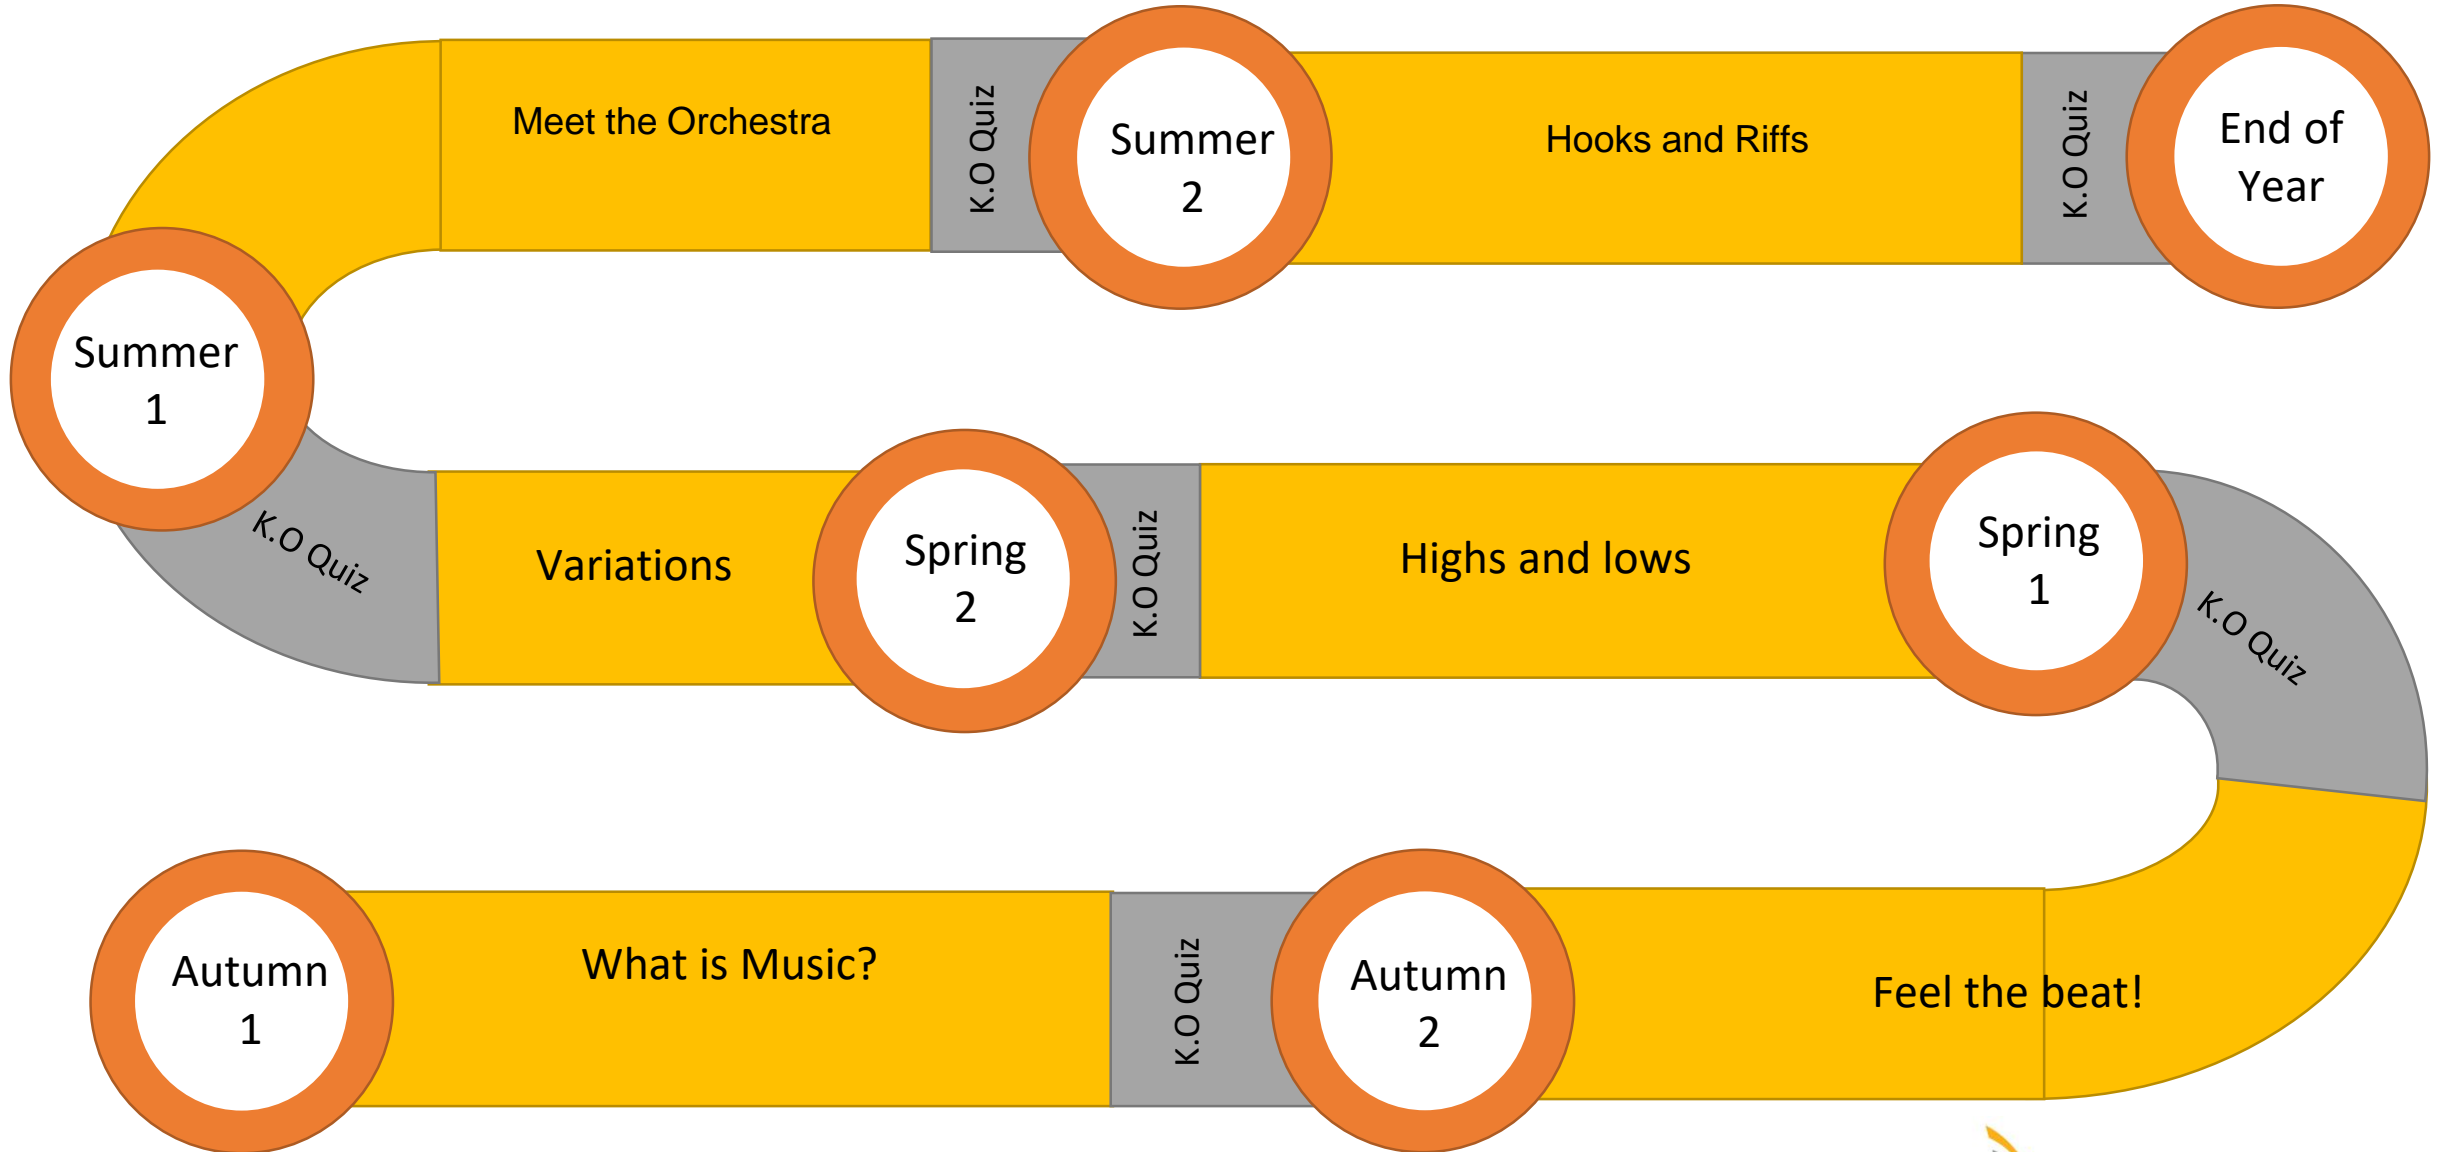 Meet the Orchestra
K.O Quiz
Summer
2
Hooks and Riffs
K.O Quiz
End of
Year
Summer
1
K.O Quiz
Variations
Spring
2
K.O Quiz
Highs and lows
Spring
1
K.O Quiz
Autumn
1
What is Music?
K.O Quiz
Autumn
2
Feel the beat!